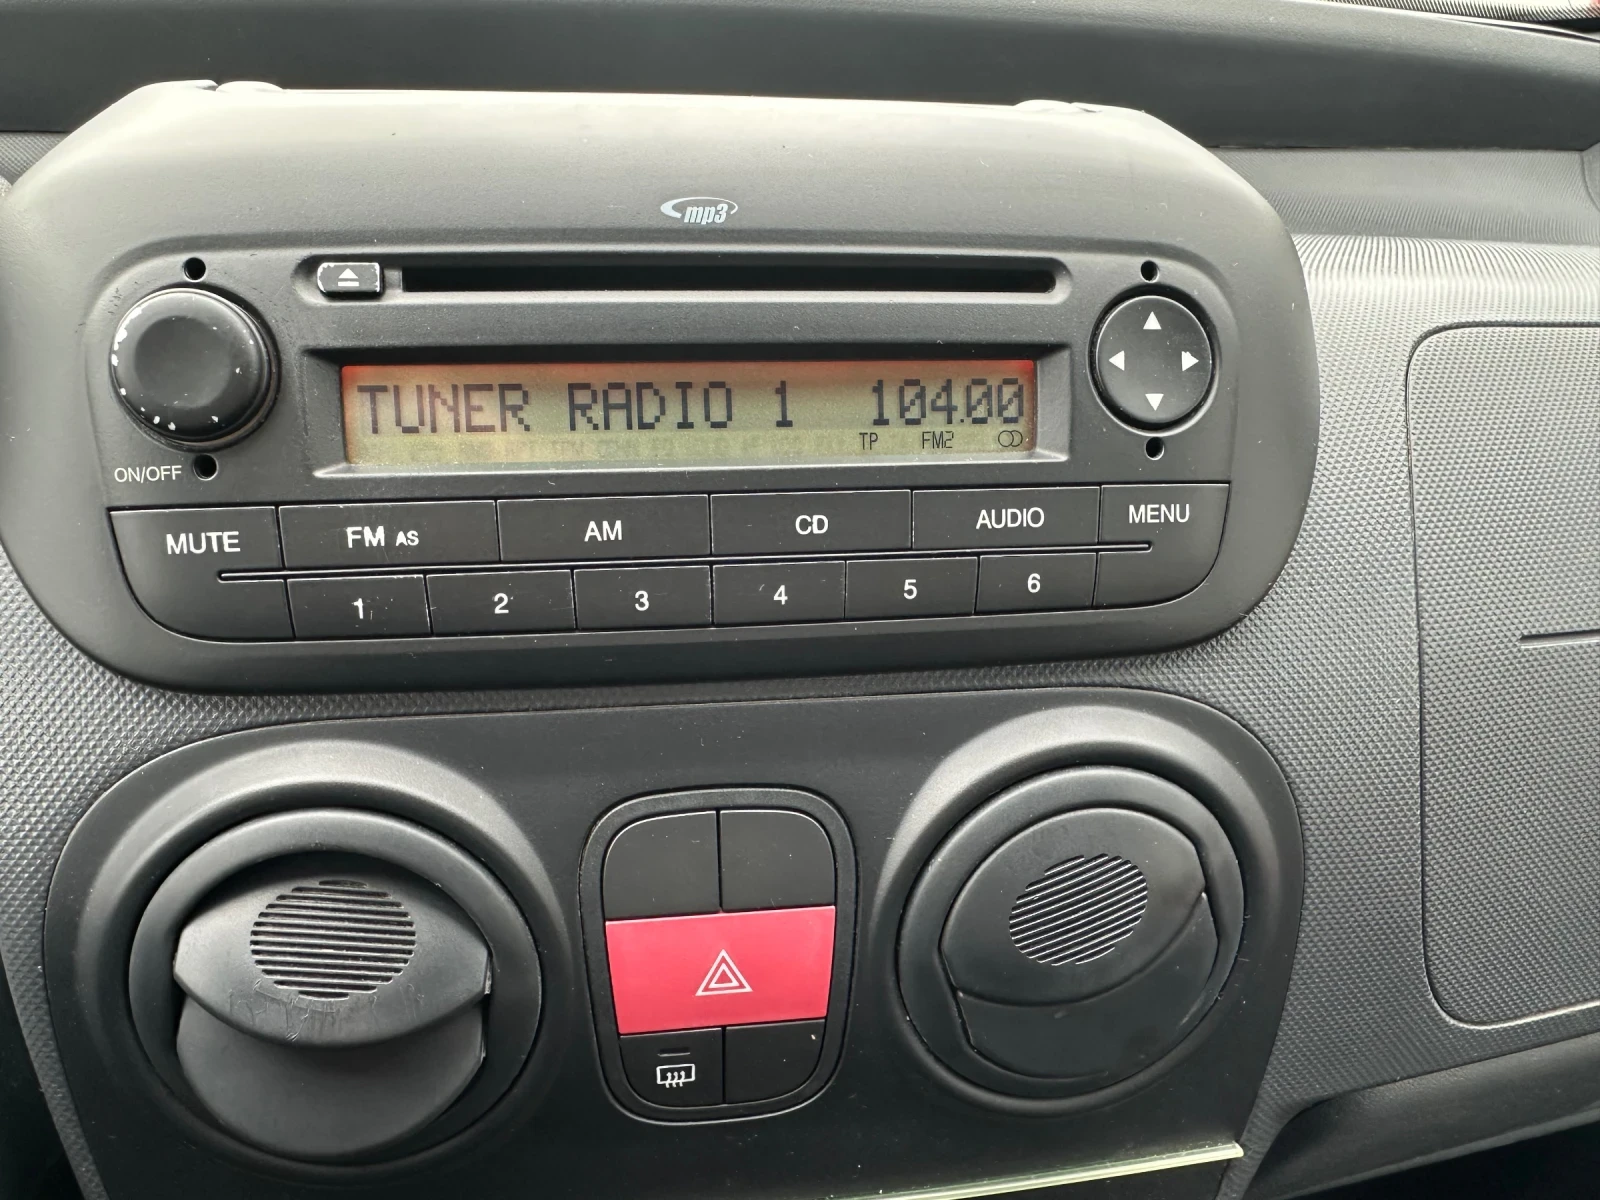 mp3
TUNER RADIO 1 104.00
TP FM2
ON/OFF
MUTE FM AS AM CD AUDIO MENU
1 2 3 4 5 6